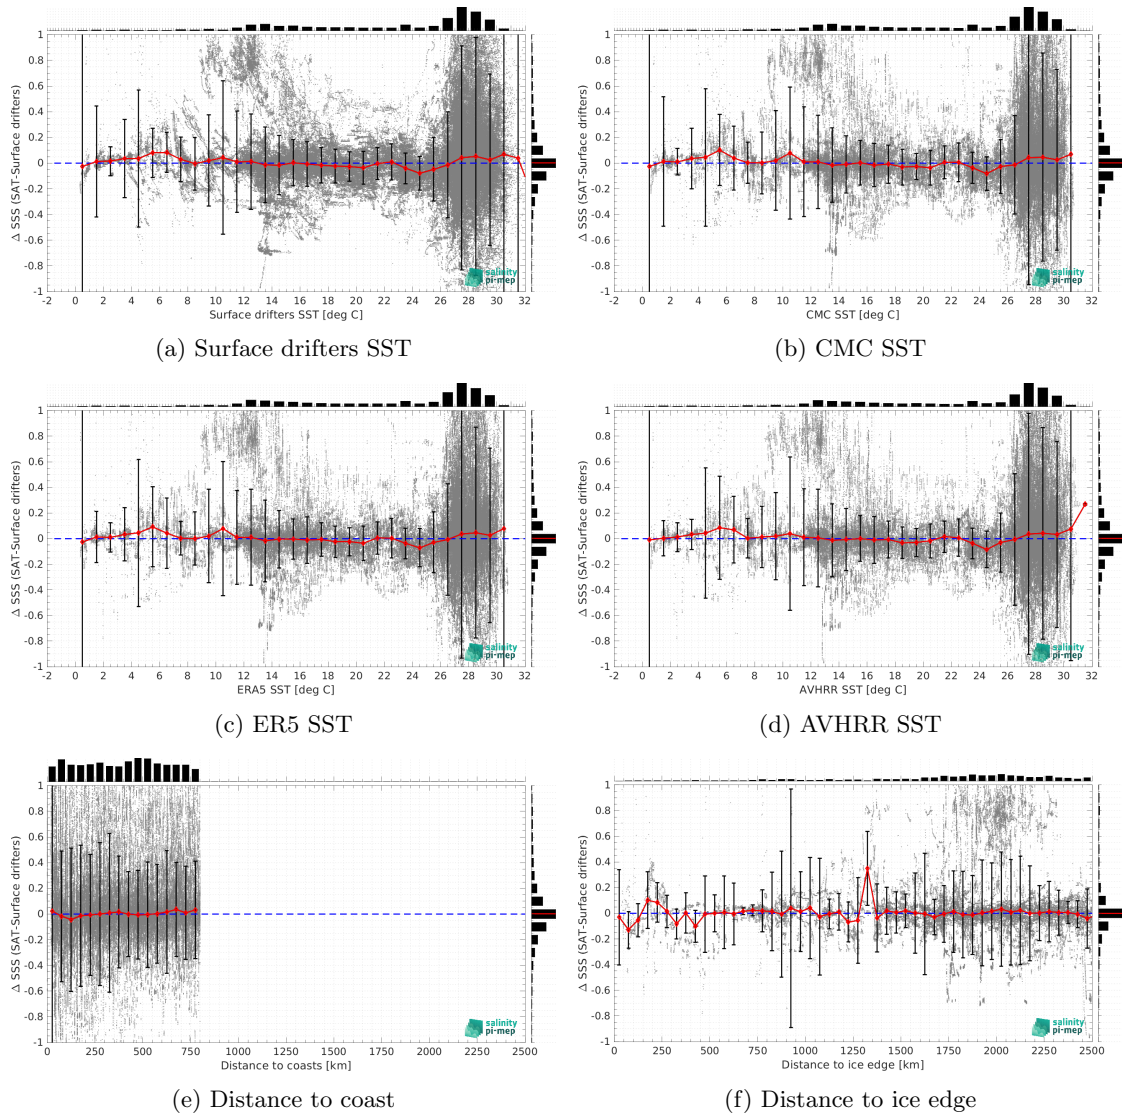 1
0.8
0.6
0.4
0.2
0
-0.2
-0.4
-0.6
-0.8
-1
Δ SSS (SAT-Surface drifters)
salinity
pi-mep
-2 0 2 4 6 8 10 12 14 16 18 20 22 24 26 28 30 32
Surface drifters SST [deg C]
(a) Surface drifters SST
1
0.8
0.6
0.4
0.2
0
-0.2
-0.4
-0.6
-0.8
-1
Δ SSS (SAT-Surface drifters)
salinity
pi-mep
-2 0 2 4 6 8 10 12 14 16 18 20 22 24 26 28 30 32
CMC SST [deg C]
(b) CMC SST
1
0.8
0.6
0.4
0.2
0
-0.2
-0.4
-0.6
-0.8
-1
Δ SSS (SAT-Surface drifters)
salinity
pi-mep
-2 0 2 4 6 8 10 12 14 16 18 20 22 24 26 28 30 32
ERA5 SST [deg C]
(c) ER5 SST
1
0.8
0.6
0.4
0.2
0
-0.2
-0.4
-0.6
-0.8
-1
Δ SSS (SAT-Surface drifters)
salinity
pi-mep
-2 0 2 4 6 8 10 12 14 16 18 20 22 24 26 28 30 32
AVHRR SST [deg C]
(d) AVHRR SST
1
0.8
0.6
0.4
0.2
0
-0.2
-0.4
-0.6
-0.8
-1
Δ SSS (SAT-Surface drifters)
salinity
pi-mep
0 250 500 750 1000 1250 1500 1750 2000 2250 2500
Distance to coasts [km]
(e) Distance to coast
1
0.8
0.6
0.4
0.2
0
-0.2
-0.4
-0.6
-0.8
-1
Δ SSS (SAT-Surface drifters)
salinity
pi-mep
0 250 500 750 1000 1250 1500 1750 2000 2250 2500
Distance to ice edge [km]
(f) Distance to ice edge